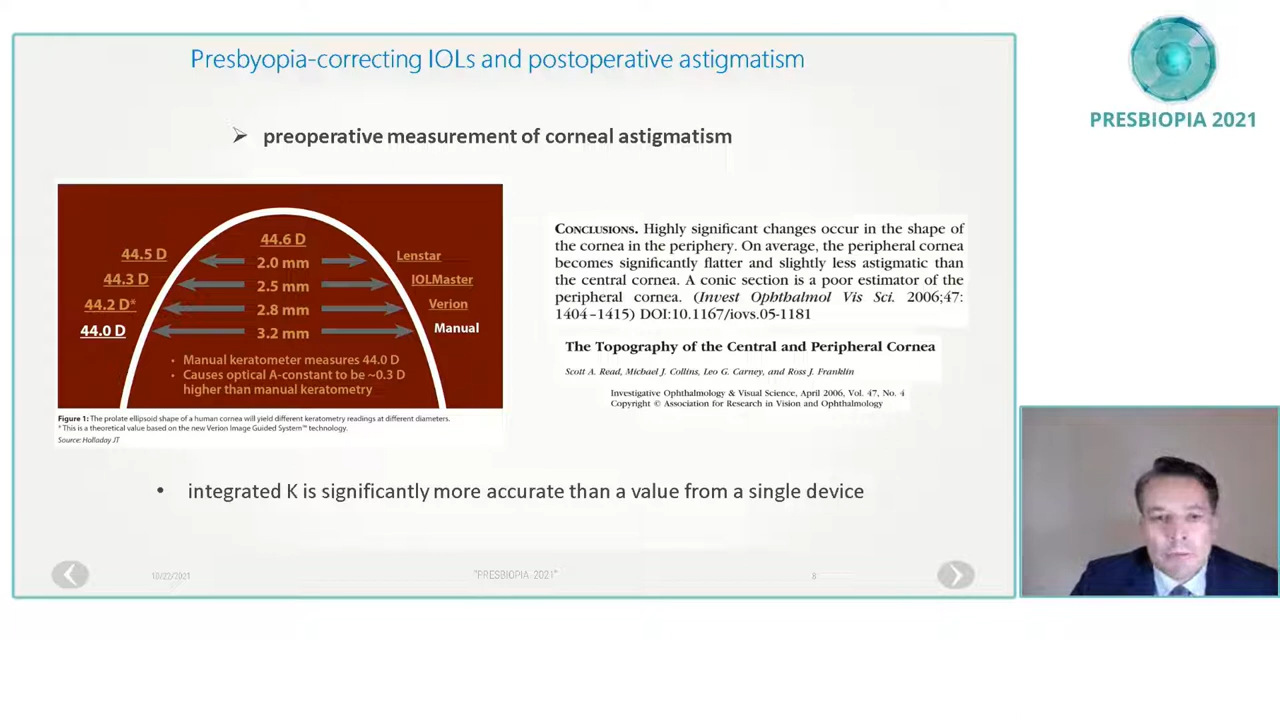 Presbyopia-correcting IOLs and postoperative astigmatism
PRESBIOPIA 2021
➢ preoperative measurement of corneal astigmatism
44.6 D
44.5 D
2.0 mm
Lenstar
44.3 D
2.5 mm
IOLMaster
44.2 D*
2.8 mm
Verion
44.0 D
3.2 mm
Manual
• Manual keratometer measures 44.0 D
• Causes optical A-constant to be ~0.3 D
higher than manual keratometry
Figure 1: The prolate ellipsoid shape of a human cornea will yield different keratometry readings at different diameters.
* This is a theoretical value based on the new Verion Image Guided System™ technology.
Source: Holladay JT
CONCLUSIONS. Highly significant changes occur in the shape of
the cornea in the periphery. On average, the peripheral cornea
becomes significantly flatter and slightly less astigmatic than
the central cornea. A conic section is a poor estimator of the
peripheral cornea. (Invest Ophthalmol Vis Sci. 2006;47:
1404–1415) DOI:10.1167/iovs.05-1181
The Topography of the Central and Peripheral Cornea
Scott A. Read, Michael J. Collins, Leo G. Carney, and Ross J. Franklin
Investigative Ophthalmology & Visual Science, April 2006, Vol. 47, No. 4
Copyright © Association for Research in Vision and Ophthalmology
• integrated K is significantly more accurate than a value from a single device
10/22/2021
"PRESBIOPIA 2021"
8